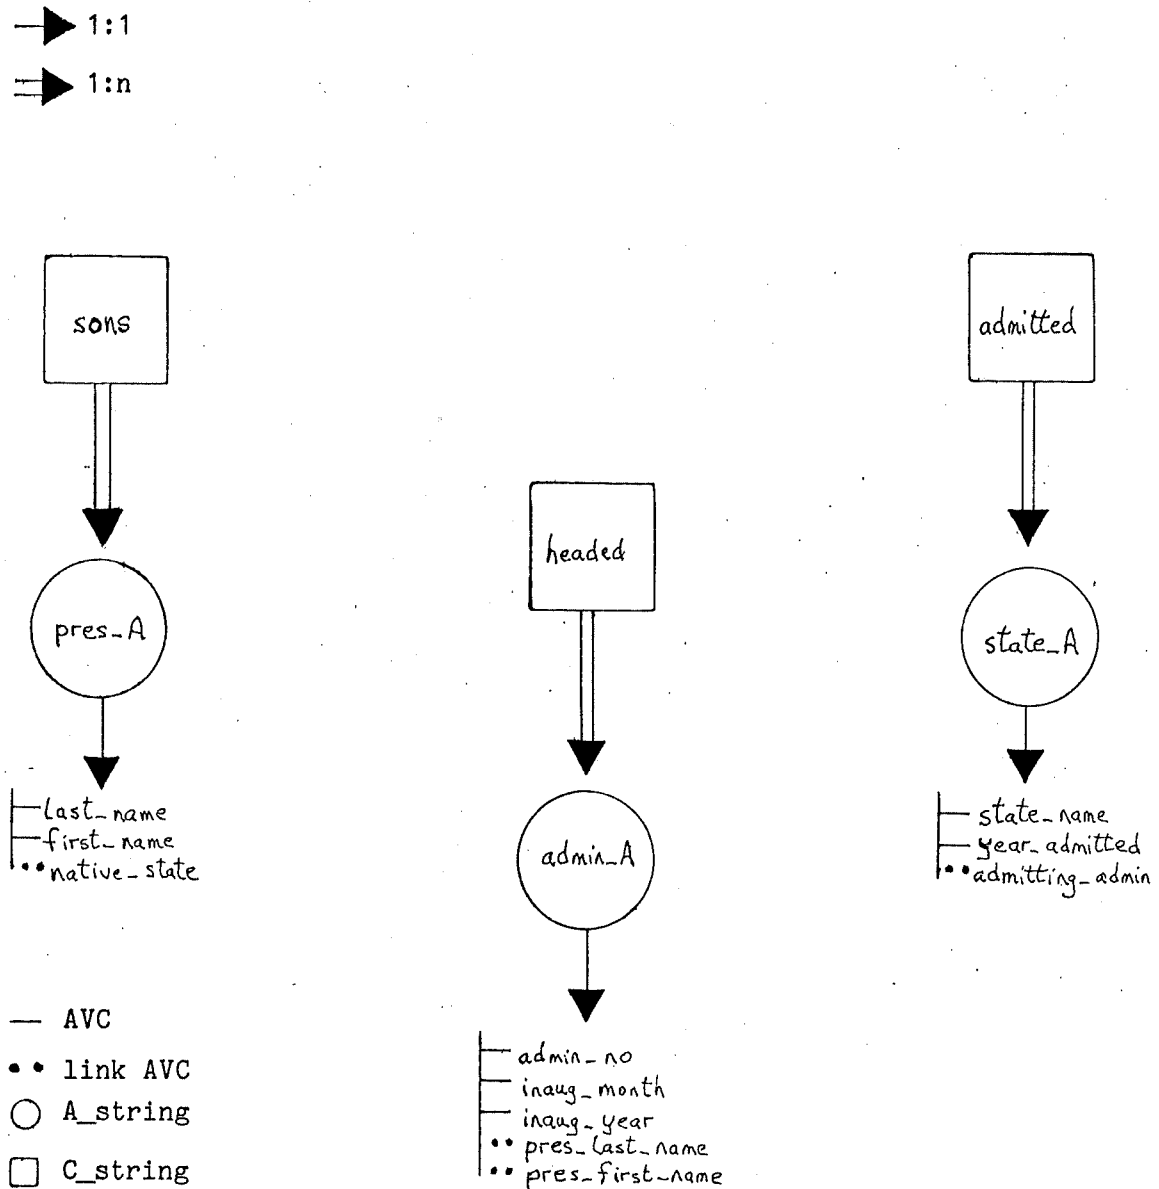 1:1
1:n
sons
admitted
headed
pres_A
state_A
admin_A
last_name
first_name
native_state
state_name
year_admitted
admitting_admin
admin_no
inaug_month
inaug_year
pres_last_name
pres_first_name
AVC
link AVC
A_string
C_string